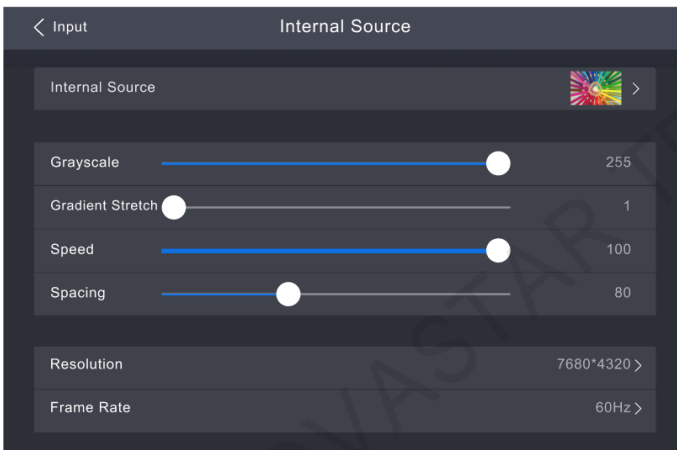 Input
Internal Source
Internal Source
Grayscale 255
Gradient Stretch 1
Speed 100
Spacing 80
Resolution 7680*4320
Frame Rate 60Hz